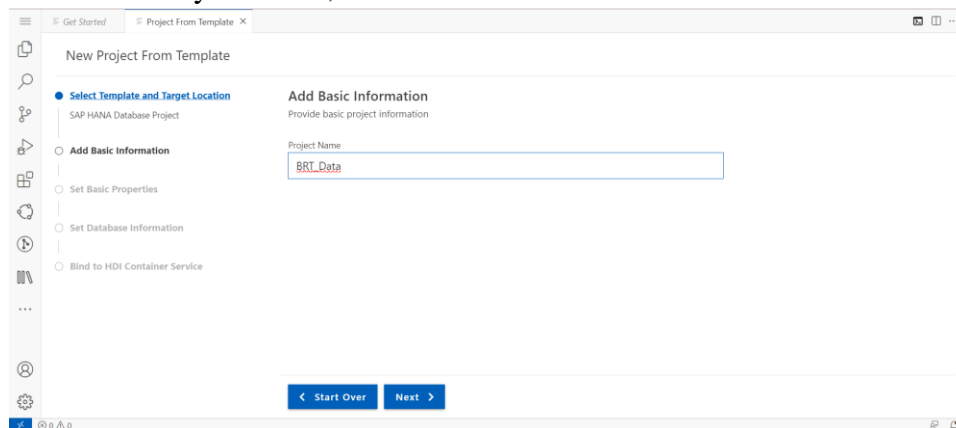 Get Started
Project From Template
New Project From Template
Select Template and Target Location
SAP HANA Database Project
Add Basic Information
Set Basic Properties
Set Database Information
Bind to HDI Container Service
Add Basic Information
Provide basic project information
Project Name
BRT_Data
< Start Over
Next >
0 0